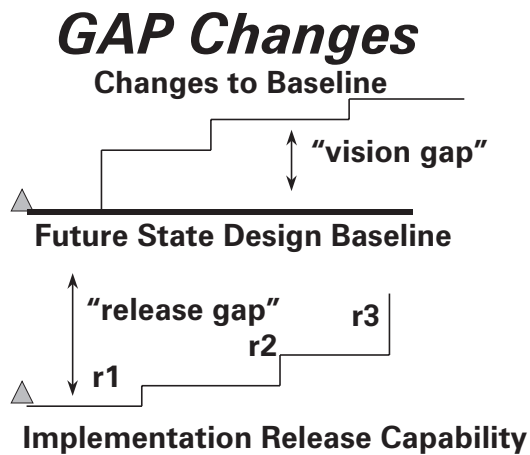 GAP Changes
Changes to Baseline
“vision gap”
Future State Design Baseline
“release gap”
r3
r2
r1
Implementation Release Capability